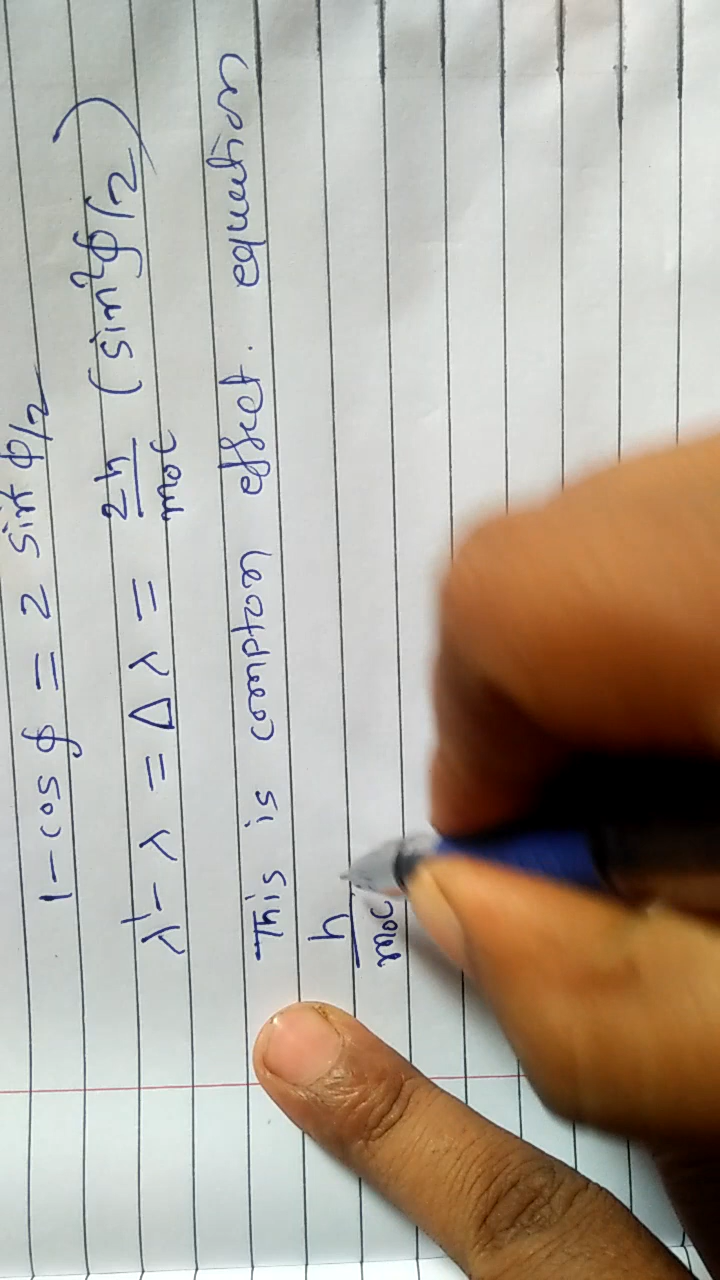 1 - cos φ = 2 sin² φ/2
λ' - λ = Δλ = 2h/m₀c (sin² φ/2)
This is compton effect. equation
h/m₀c